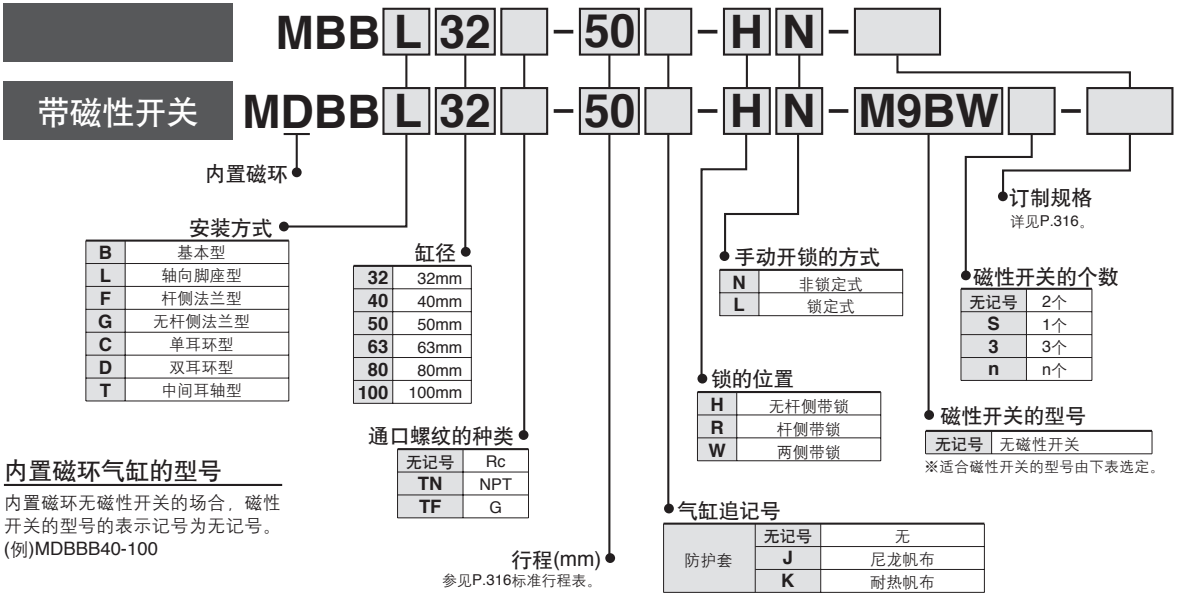 MBB L 32 - 50 - H N -
带磁性开关 MDBB L 32 - 50 - H N - M9BW -
内置磁环
安装方式
B 基本型
L 轴向脚座型
F 杆侧法兰型
G 无杆侧法兰型
C 单耳环型
D 双耳环型
T 中间耳轴型
缸径
32 32mm
40 40mm
50 50mm
63 63mm
80 80mm
100 100mm
通口螺纹的种类
无记号 Rc
TN NPT
TF G
内置磁环气缸的型号
内置磁环无磁性开关的场合，磁性
开关的型号的表示记号为无记号。
(例)MDBBB40-100
行程(mm)
参见P.316标准行程表。
手动开锁的方式
N 非锁定式
L 锁定式
锁的位置
H 无杆侧带锁
R 杆侧带锁
W 两侧带锁
气缸追记号
防护套
无记号 无
J 尼龙帆布
K 耐热帆布
订制规格
详见P.316。
磁性开关的个数
无记号 2个
S 1个
3 3个
n n个
磁性开关的型号
无记号 无磁性开关
※适合磁性开关的型号由下表选定。